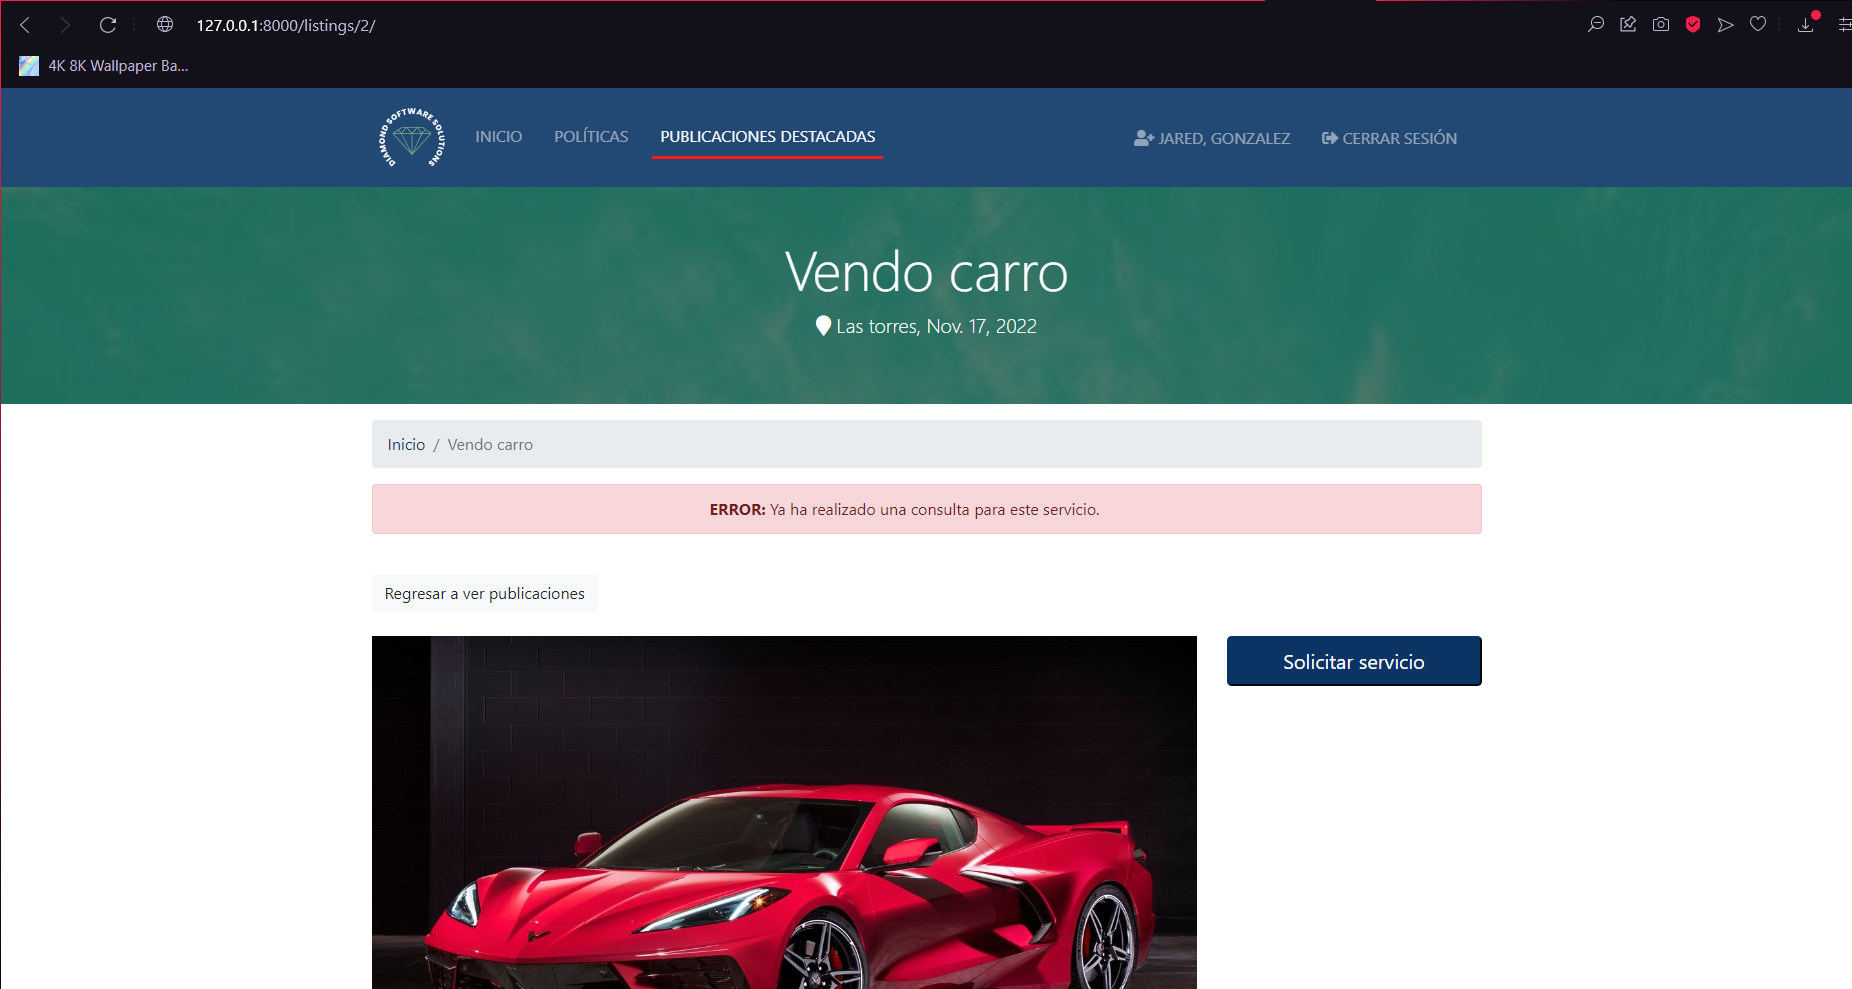 127.0.0.1:8000/listings/2/
4K 8K Wallpaper Ba...
DIAMOND SOFTWARE SOLUTIONS
INICIO
POLÍTICAS
PUBLICACIONES DESTACADAS
JARED, GONZALEZ
CERRAR SESIÓN
Vendo carro
Las torres, Nov. 17, 2022
Inicio / Vendo carro
ERROR: Ya ha realizado una consulta para este servicio.
Regresar a ver publicaciones
Solicitar servicio